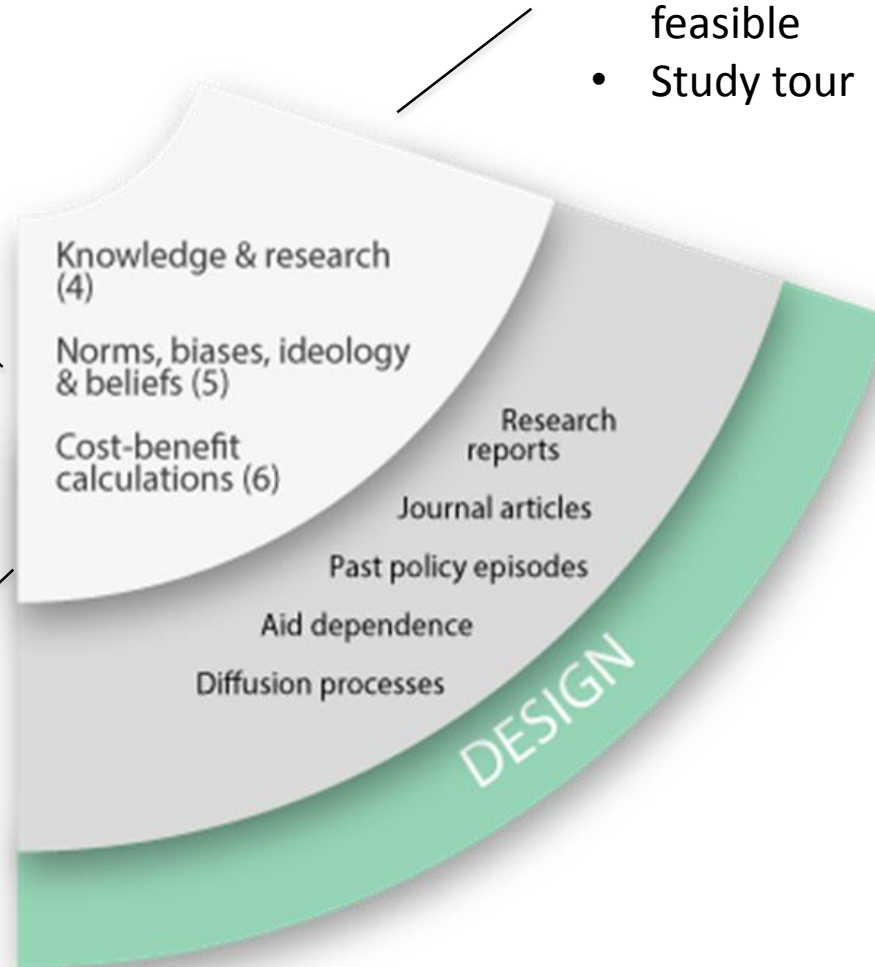 feasible
• Study tour
Knowledge & research
(4)
Norms, biases, ideology
& beliefs (5)
Cost-benefit
calculations (6)
Research
reports
Journal articles
Past policy episodes
Aid dependence
Diffusion processes
DESIGN